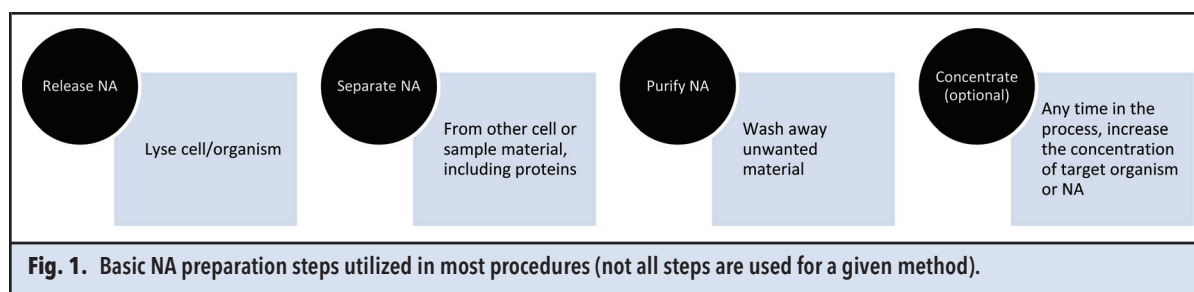 Release NA
Lyse cell/organism
Separate NA
From other cell or
sample material,
including proteins
Purify NA
Wash away
unwanted
material
Concentrate
(optional)
Any time in the
process, increase
the concentration
of target organism
or NA
Fig. 1. Basic NA preparation steps utilized in most procedures (not all steps are used for a given method).